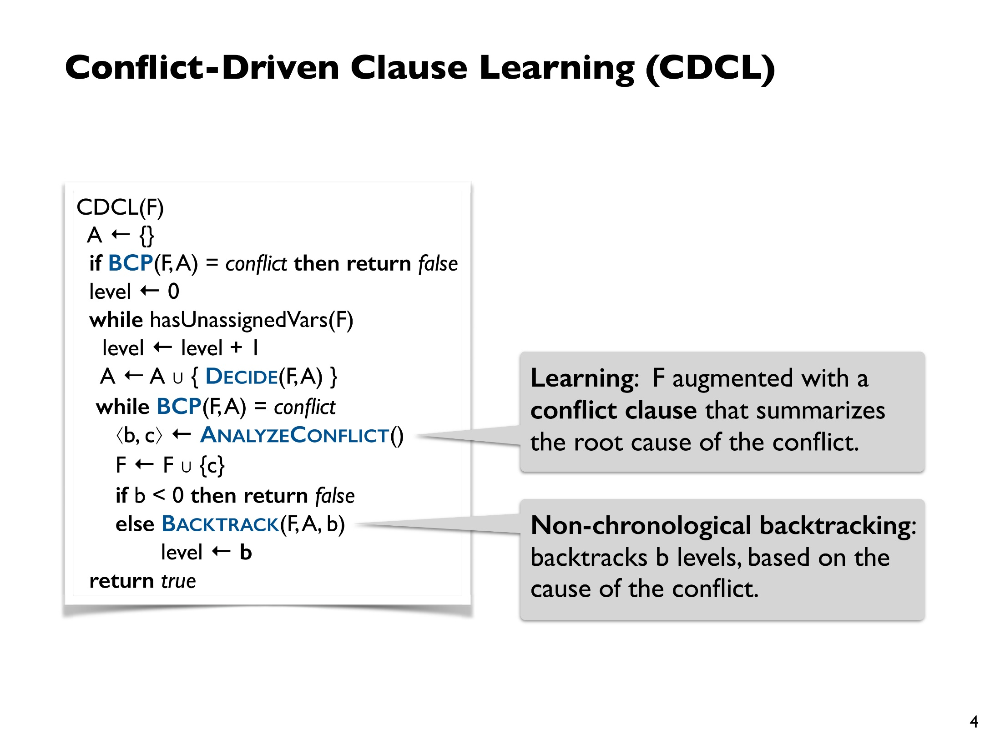 Conflict-Driven Clause Learning (CDCL)
CDCL(F)
A ← {}
if BCP(F, A) = conflict then return false
level ← 0
while hasUnassignedVars(F)
level ← level + 1
A ← A ∪ { DECIDE(F, A) }
while BCP(F, A) = conflict
⟨b, c⟩ ← ANALYZECONFLICT()
F ← F ∪ {c}
if b < 0 then return false
else BACKTRACK(F, A, b)
level ← b
return true
Learning: F augmented with a
conflict clause that summarizes
the root cause of the conflict.
Non-chronological backtracking:
backtracks b levels, based on the
cause of the conflict.
4